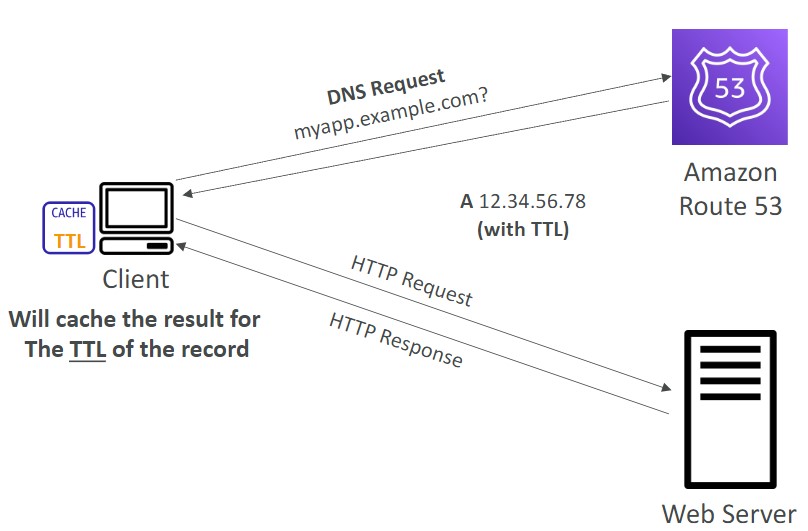 DNS Request
myapp.example.com?
53
Amazon
Route 53
A 12.34.56.78
(with TTL)
CACHE
TTL
Client
Will cache the result for
The TTL of the record
HTTP Request
HTTP Response
Web Server